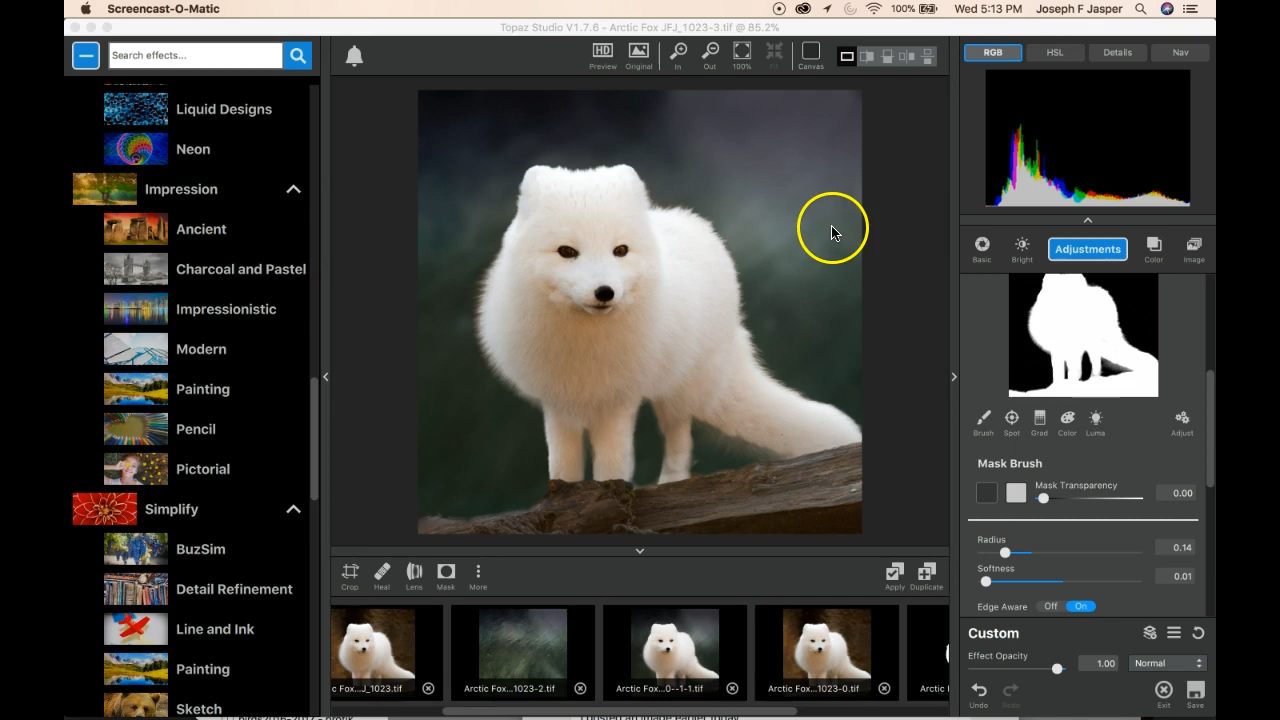 Screencast-O-Matic
100%
Wed 5:13 PM
Joseph F Jasper
Topaz Studio V1.7.6 - Arctic Fox JFJ_1023-3.tif @ 85.2%
Search effects...
Preview
Original
In
Out
100%
Fit
Canvas
RGB
HSL
Details
Nav
Liquid Designs
Neon
Impression
Ancient
Charcoal and Pastel
Impressionistic
Modern
Painting
Pencil
Pictorial
Simplify
BuzSim
Detail Refinement
Line and Ink
Painting
Sketch
Basic
Bright
Adjustments
Color
Image
Brush
Spot
Grad
Color
Luma
Adjust
Mask Brush
Mask Transparency
0.00
Radius
0.14
Softness
0.01
Edge Aware
Off
On
Custom
Effect Opacity
1.00
Normal
Undo
Redo
Exit
Save
Crop
Heal
Lens
Mask
More
Apply
Duplicate
c Fox...J_1023.tif
Arctic Fox...1023-2.tif
Arctic Fox...0--1-1.tif
Arctic Fox...1023-0.tif
Arctic